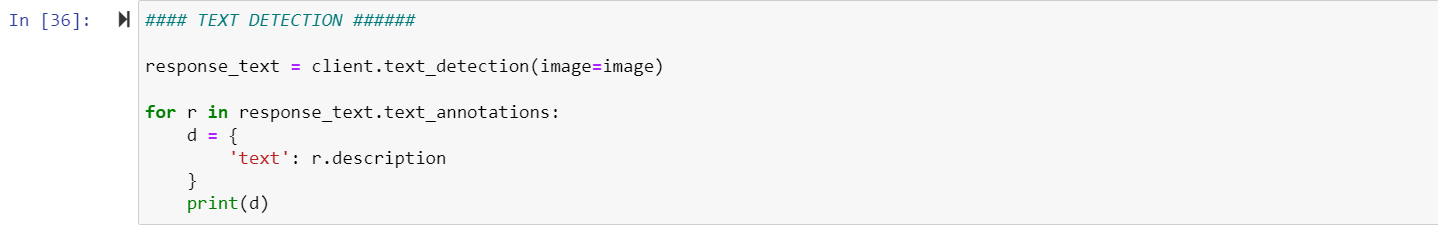 In [36]:
#### TEXT DETECTION ######
response_text = client.text_detection(image=image)
for r in response_text.text_annotations:
    d = {
        'text': r.description
    }
    print(d)